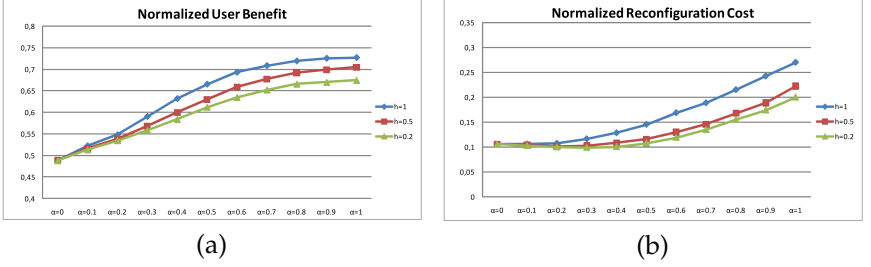 Normalized User Benefit
0,8
0,75
0,7
0,65
0,6
0,55
0,5
0,45
0,4
α=0 α=0.1 α=0.2 α=0.3 α=0.4 α=0.5 α=0.6 α=0.7 α=0.8 α=0.9 α=1
h=1
h=0.5
h=0.2
(a)
Normalized Reconfiguration Cost
0,35
0,3
0,25
0,2
0,15
0,1
0,05
0
α=0 α=0.1 α=0.2 α=0.3 α=0.4 α=0.5 α=0.6 α=0.7 α=0.8 α=0.9 α=1
h=1
h=0.5
h=0.2
(b)